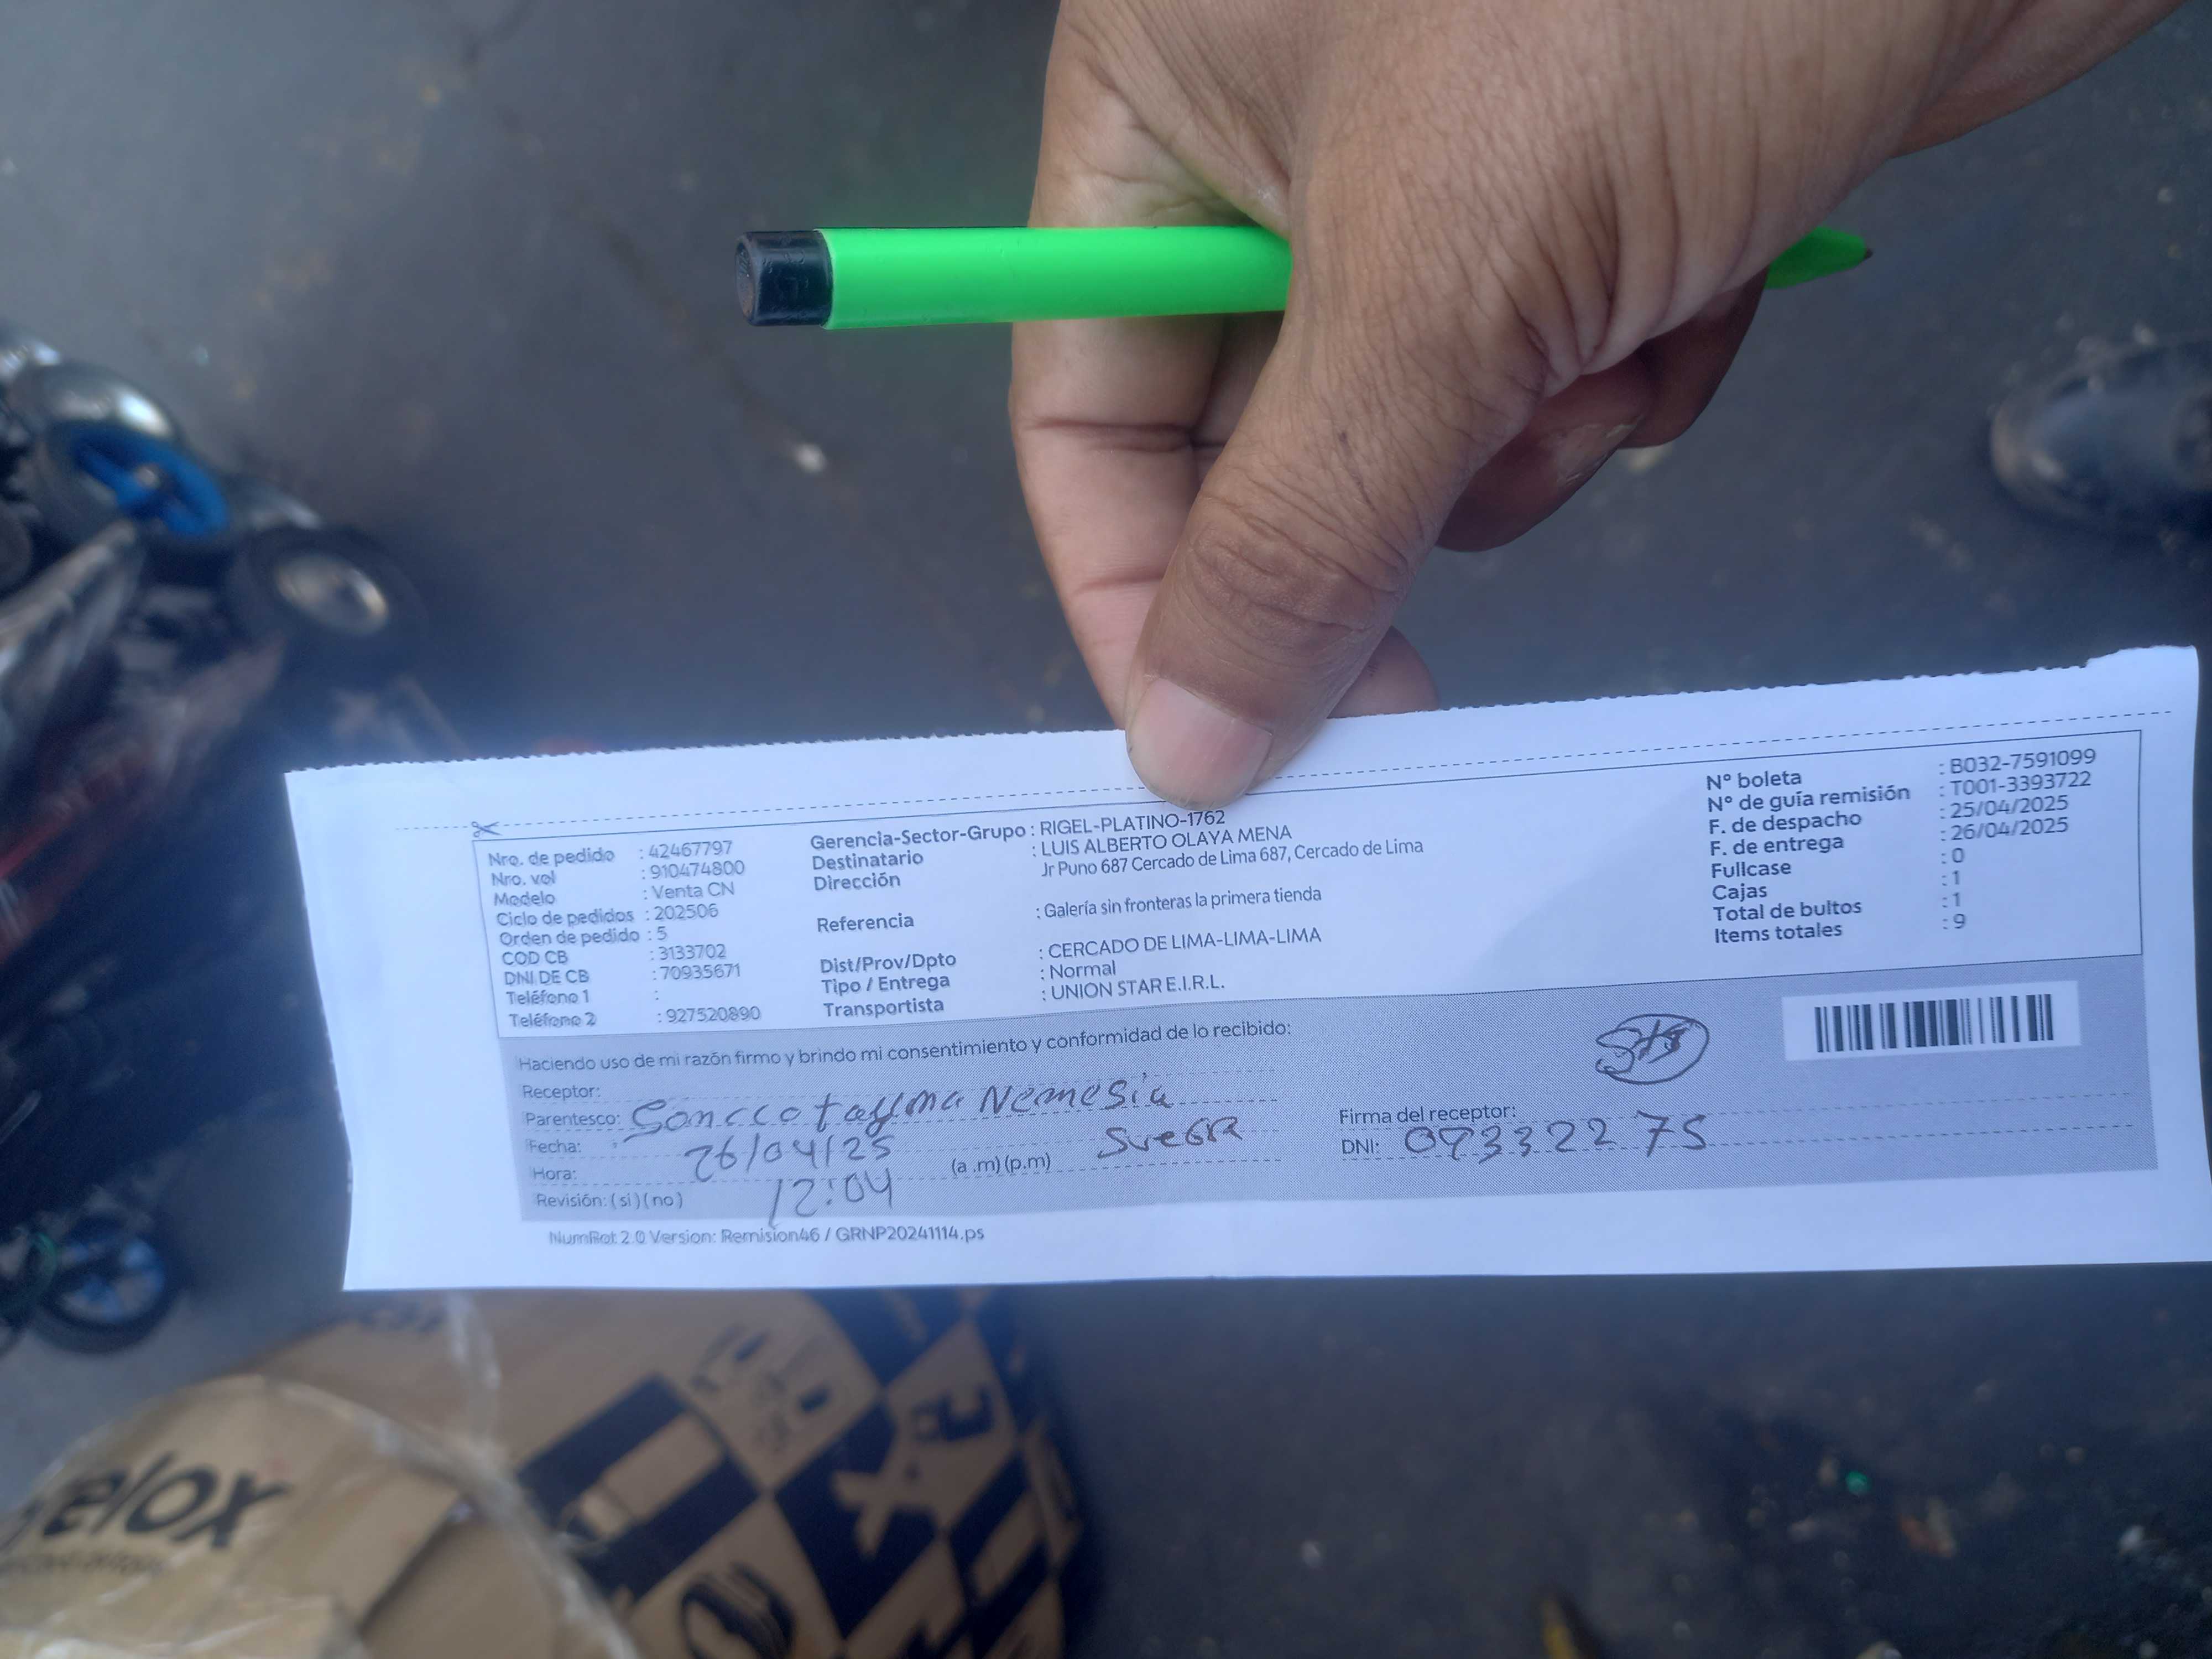 Nro. de pedido : 42467797
Nro. vol : 910474800
Modelo : Venta CN
Ciclo de pedidos : 202506
Orden de pedido : 5
COD CB : 3133702
DNI DE CB : 70935671
Teléfono 1 :
Teléfono 2 : 927520890
Gerencia-Sector-Grupo : RIGEL-PLATINO-1762
Destinatario : LUIS ALBERTO OLAYA MENA
Dirección Jr Puno 687 Cercado de Lima 687, Cercado de Lima
Referencia : Galería sin fronteras la primera tienda
Dist/Prov/Dpto : CERCADO DE LIMA-LIMA-LIMA
Tipo / Entrega : Normal
Transportista : UNION STAR E.I.R.L.
N° boleta : B032-7591099
N° de guía remisión : T001-3393722
F. de despacho : 25/04/2025
F. de entrega : 26/04/2025
Fullcase : 0
Cajas : 1
Total de bultos : 1
Items totales : 9
Haciendo uso de mi razón firmo y brindo mi consentimiento y conformidad de lo recibido:
Receptor:
Parentesco: Nemesia
Fecha: 26/04/25 Suegra
Hora: 12:04 (a .m) (p.m)
Revisión: ( si ) ( no )
Firma del receptor:
DNI: 09332275
NumRot 2.0 Version: Remision46 / GRNP20241114.ps
elox